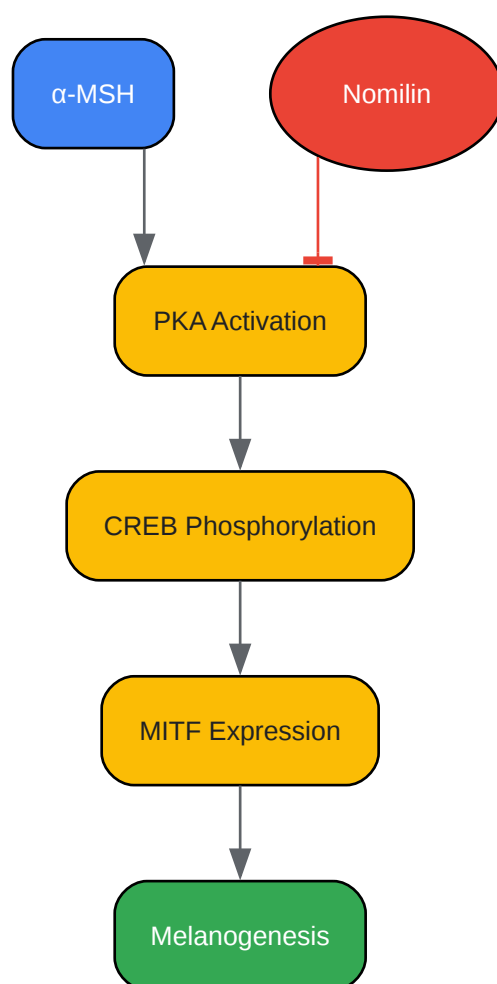 α-MSH
Nomilin
PKA Activation
CREB Phosphorylation
MITF Expression
Melanogenesis